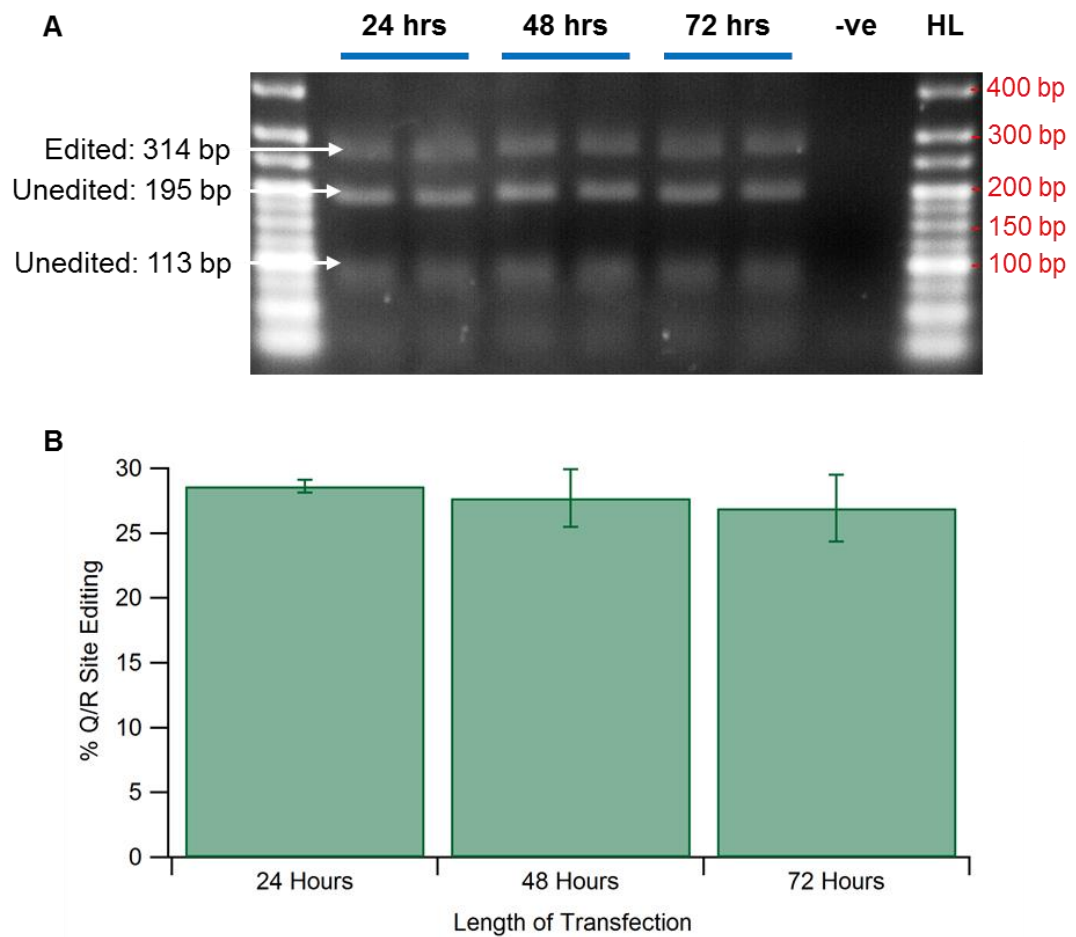 A
24 hrs 48 hrs 72 hrs -ve HL
400 bp
300 bp
Edited: 314 bp
Unedited: 195 bp
200 bp
150 bp
Unedited: 113 bp
100 bp
B
30
25
20
15
10
5
0
% Q/R Site Editing
24 Hours 48 Hours 72 Hours
Length of Transfection